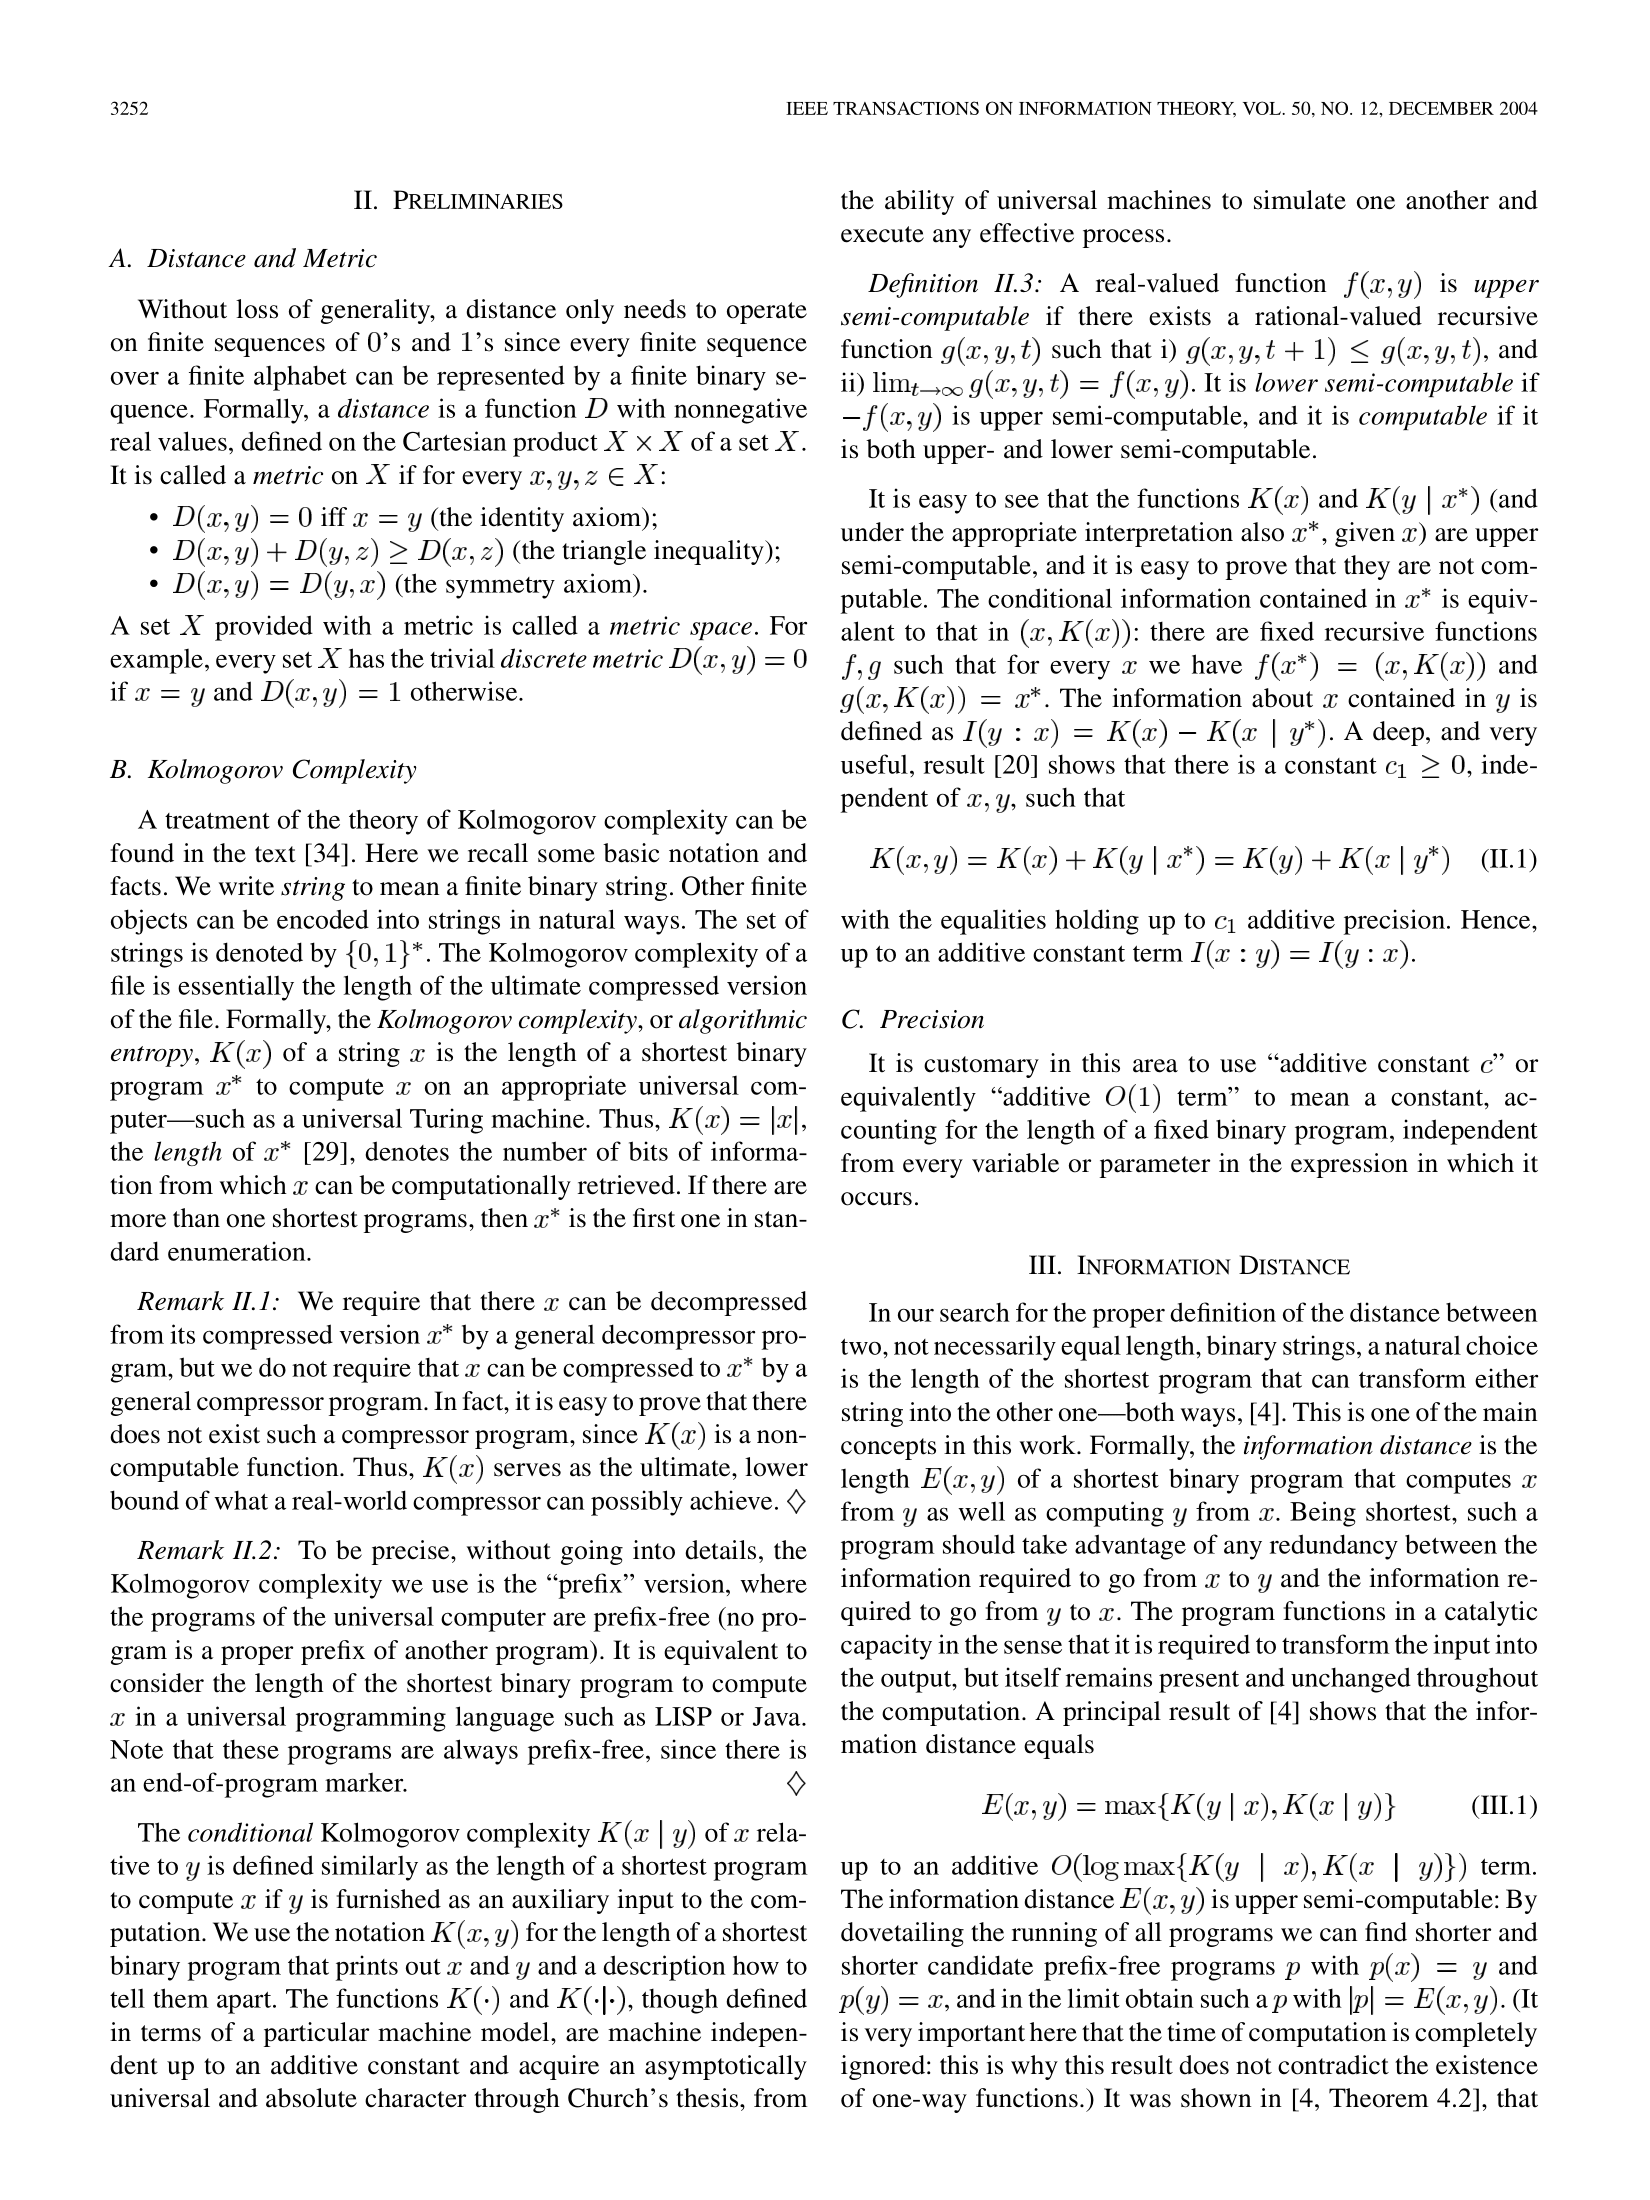 3252
IEEE TRANSACTIONS ON INFORMATION THEORY, VOL. 50, NO. 12, DECEMBER 2004
II. PRELIMINARIES
A. Distance and Metric
Without loss of generality, a distance only needs to operate
on finite sequences of 0's and 1's since every finite sequence
over a finite alphabet can be represented by a finite binary se-
quence. Formally, a distance is a function D with nonnegative
real values, defined on the Cartesian product X × X of a set X.
It is called a metric on X if for every x, y, z ∈ X:
• D(x, y) = 0 iff x = y (the identity axiom);
• D(x, y) + D(y, z) ≥ D(x, z) (the triangle inequality);
• D(x, y) = D(y, x) (the symmetry axiom).
A set X provided with a metric is called a metric space. For
example, every set X has the trivial discrete metric D(x, y) = 0
if x = y and D(x, y) = 1 otherwise.
B. Kolmogorov Complexity
A treatment of the theory of Kolmogorov complexity can be
found in the text [34]. Here we recall some basic notation and
facts. We write string to mean a finite binary string. Other finite
objects can be encoded into strings in natural ways. The set of
strings is denoted by {0, 1}*. The Kolmogorov complexity of a
file is essentially the length of the ultimate compressed version
of the file. Formally, the Kolmogorov complexity, or algorithmic
entropy, K(x) of a string x is the length of a shortest binary
program x* to compute x on an appropriate universal com-
puter—such as a universal Turing machine. Thus, K(x) = |x|,
the length of x* [29], denotes the number of bits of informa-
tion from which x can be computationally retrieved. If there are
more than one shortest programs, then x* is the first one in stan-
dard enumeration.
Remark II.1: We require that there x can be decompressed
from its compressed version x* by a general decompressor pro-
gram, but we do not require that x can be compressed to x* by a
general compressor program. In fact, it is easy to prove that there
does not exist such a compressor program, since K(x) is a non-
computable function. Thus, K(x) serves as the ultimate, lower
bound of what a real-world compressor can possibly achieve. ◇
Remark II.2: To be precise, without going into details, the
Kolmogorov complexity we use is the “prefix” version, where
the programs of the universal computer are prefix-free (no pro-
gram is a proper prefix of another program). It is equivalent to
consider the length of the shortest binary program to compute
x in a universal programming language such as LISP or Java.
Note that these programs are always prefix-free, since there is
an end-of-program marker. ◇
The conditional Kolmogorov complexity K(x | y) of x rela-
tive to y is defined similarly as the length of a shortest program
to compute x if y is furnished as an auxiliary input to the com-
putation. We use the notation K(x, y) for the length of a shortest
binary program that prints out x and y and a description how to
tell them apart. The functions K(·) and K(·|·), though defined
in terms of a particular machine model, are machine indepen-
dent up to an additive constant and acquire an asymptotically
universal and absolute character through Church's thesis, from
the ability of universal machines to simulate one another and
execute any effective process.
Definition II.3: A real-valued function f(x, y) is upper
semi-computable if there exists a rational-valued recursive
function g(x, y, t) such that i) g(x, y, t + 1) ≤ g(x, y, t), and
ii) lim_{t→∞} g(x, y, t) = f(x, y). It is lower semi-computable if
−f(x, y) is upper semi-computable, and it is computable if it
is both upper- and lower semi-computable.
It is easy to see that the functions K(x) and K(y | x*) (and
under the appropriate interpretation also x*, given x) are upper
semi-computable, and it is easy to prove that they are not com-
putable. The conditional information contained in x* is equiv-
alent to that in (x, K(x)): there are fixed recursive functions
f, g such that for every x we have f(x*) = (x, K(x)) and
g(x, K(x)) = x*. The information about x contained in y is
defined as I(y : x) = K(x) − K(x | y*). A deep, and very
useful, result [20] shows that there is a constant c₁ ≥ 0, inde-
pendent of x, y, such that
K(x, y) = K(x) + K(y | x*) = K(y) + K(x | y*) (II.1)
with the equalities holding up to c₁ additive precision. Hence,
up to an additive constant term I(x : y) = I(y : x).
C. Precision
It is customary in this area to use “additive constant c” or
equivalently “additive O(1) term” to mean a constant, ac-
counting for the length of a fixed binary program, independent
from every variable or parameter in the expression in which it
occurs.
III. INFORMATION DISTANCE
In our search for the proper definition of the distance between
two, not necessarily equal length, binary strings, a natural choice
is the length of the shortest program that can transform either
string into the other one—both ways, [4]. This is one of the main
concepts in this work. Formally, the information distance is the
length E(x, y) of a shortest binary program that computes x
from y as well as computing y from x. Being shortest, such a
program should take advantage of any redundancy between the
information required to go from x to y and the information re-
quired to go from y to x. The program functions in a catalytic
capacity in the sense that it is required to transform the input into
the output, but itself remains present and unchanged throughout
the computation. A principal result of [4] shows that the infor-
mation distance equals
E(x, y) = max{K(y | x), K(x | y)} (III.1)
up to an additive O(log max{K(y | x), K(x | y)}) term.
The information distance E(x, y) is upper semi-computable: By
dovetailing the running of all programs we can find shorter and
shorter candidate prefix-free programs p with p(x) = y and
p(y) = x, and in the limit obtain such a p with |p| = E(x, y). (It
is very important here that the time of computation is completely
ignored: this is why this result does not contradict the existence
of one-way functions.) It was shown in [4, Theorem 4.2], that